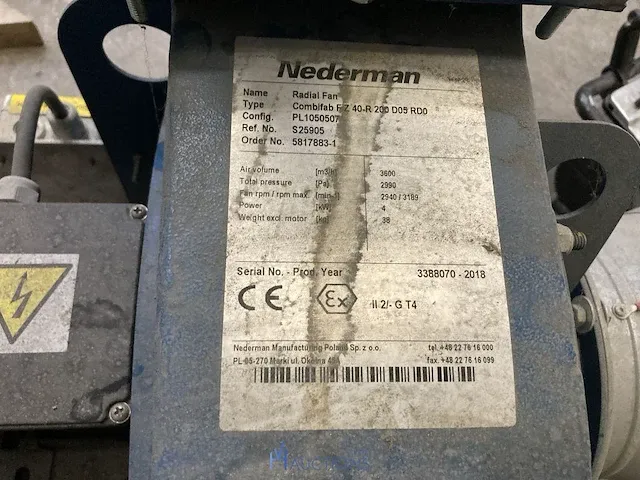 Nederman
Name Radial Fan
Type Combifab F Z 40-R 200 D05 RD0
Config. PL1050507
Ref. No. S25905
Order No. 5817883-1
Air volume [m3/h] 3600
Total pressure [Pa] 2990
Fan rpm / rpm max. [min-1] 2940 / 3189
Power [kW] 4
Weight excl. motor [kg] 38
Serial No. - Prod. Year 3388070 - 2018
CE Ex II 2/- G T4
Nederman Manufacturing Poland Sp. z o.o. tel. +48 22 76 16 000
PL-05-270 Marki ul. Okólna fax. +48 22 76 16 099